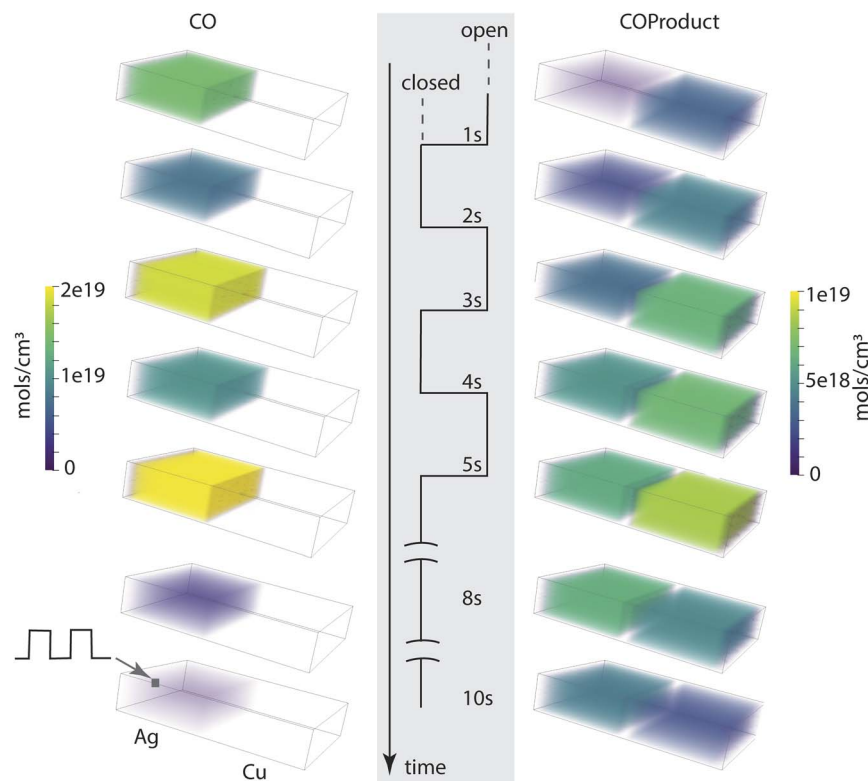 CO
COProduct
open
closed
1s
2s
3s
4s
5s
8s
10s
time
2e19
1e19
0
mols/cm³
1e19
5e18
0
mols/cm³
Ag
Cu